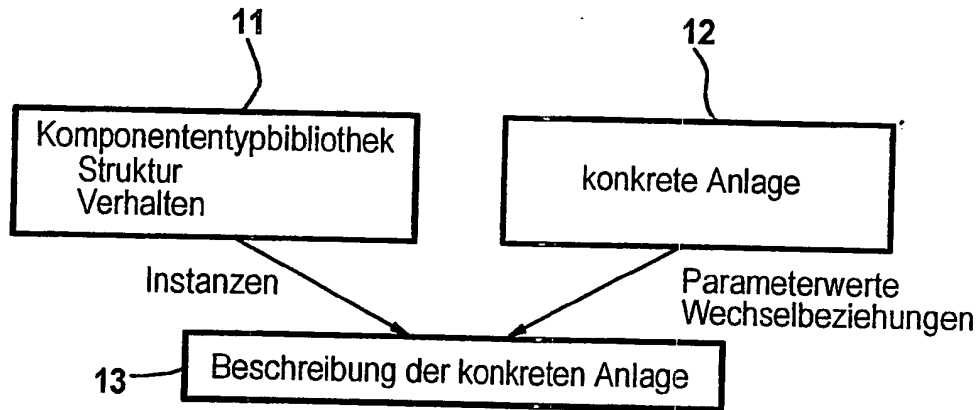 11
12
Komponententypbibliothek
Struktur
Verhalten
konkrete Anlage
Instanzen
Parameterwerte
Wechselbeziehungen
13
Beschreibung der konkreten Anlage